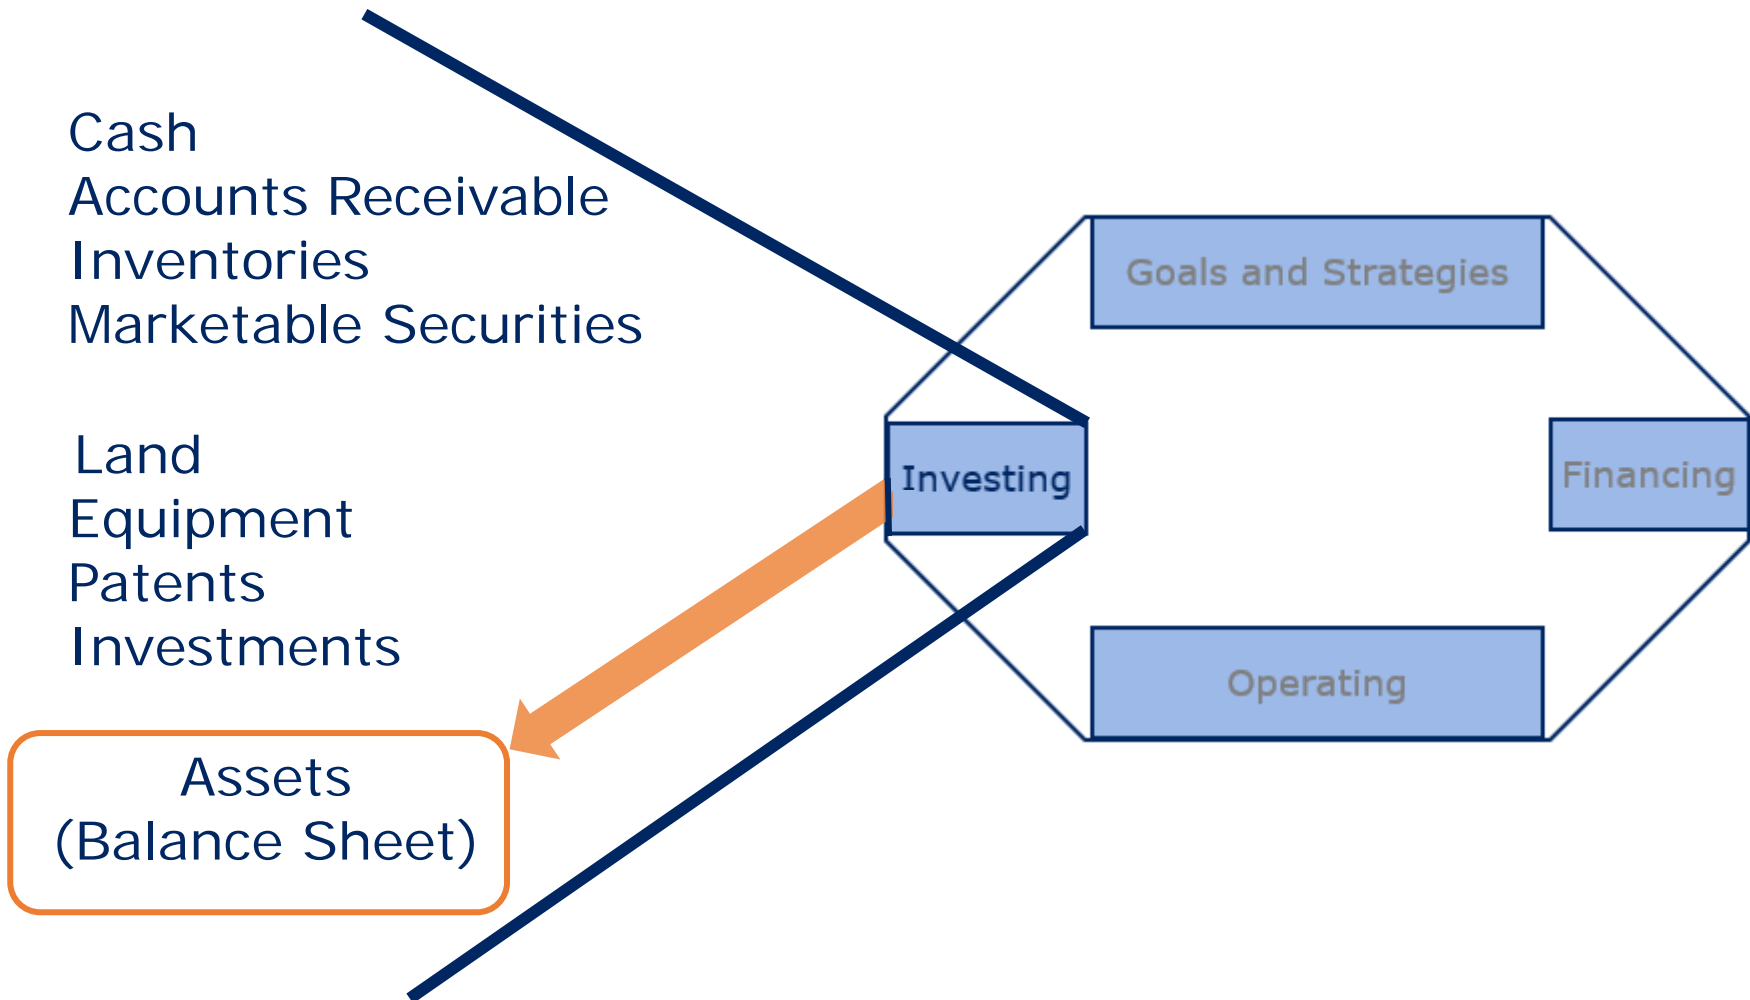 Cash
Accounts Receivable
Inventories
Marketable Securities
Land
Equipment
Patents
Investments
Assets
(Balance Sheet)
Goals and Strategies
Investing
Financing
Operating